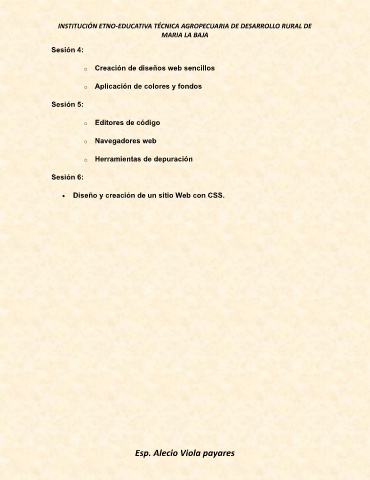 INSTITUCIÓN ETNO-EDUCATIVA TÉCNICA AGROPECUARIA DE DESARROLLO RURAL DE
MARIA LA BAJA
Sesión 4:
o Creación de diseños web sencillos
o Aplicación de colores y fondos
Sesión 5:
o Editores de código
o Navegadores web
o Herramientas de depuración
Sesión 6:
• Diseño y creación de un sitio Web con CSS.
Esp. Alecio Viola payares